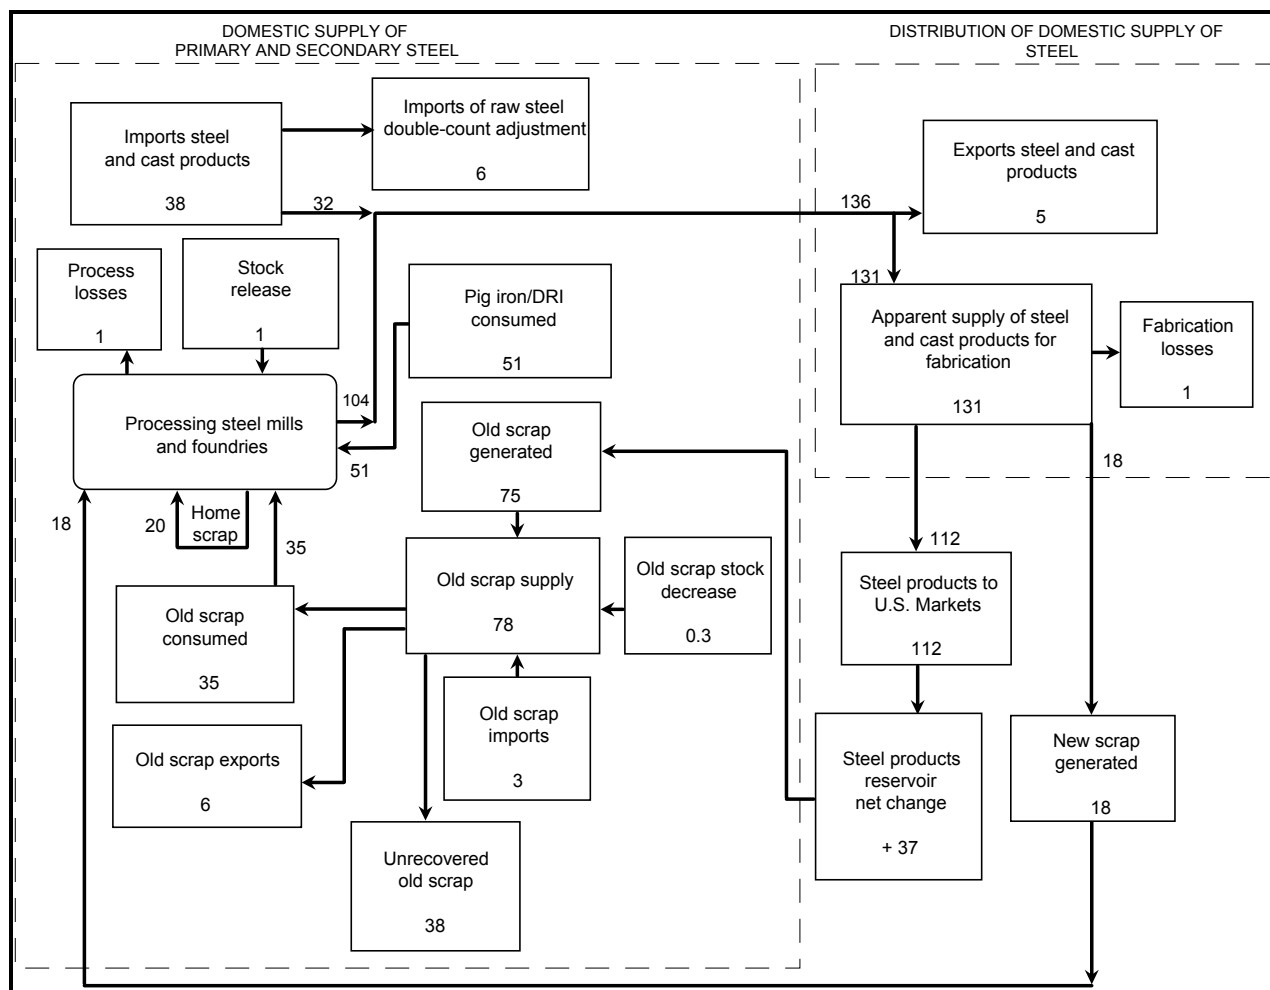 DOMESTIC SUPPLY OF
PRIMARY AND SECONDARY STEEL
DISTRIBUTION OF DOMESTIC SUPPLY OF
STEEL
Imports steel
and cast products
38
Imports of raw steel
double-count adjustment
6
32
136
Exports steel and cast
products
5
Process
losses
1
Stock
release
1
Pig iron/DRI
consumed
51
131
Apparent supply of steel
and cast products for
fabrication
131
Fabrication
losses
1
Processing steel mills
and foundries
104
51
Old scrap
generated
75
18
18
20
Home
scrap
35
Old scrap supply
78
Old scrap stock
decrease
0.3
112
Steel products to
U.S. Markets
112
Old scrap
consumed
35
Old scrap
imports
3
Old scrap exports
6
Steel products
reservoir
net change
+ 37
New scrap
generated
18
Unrecovered
old scrap
38